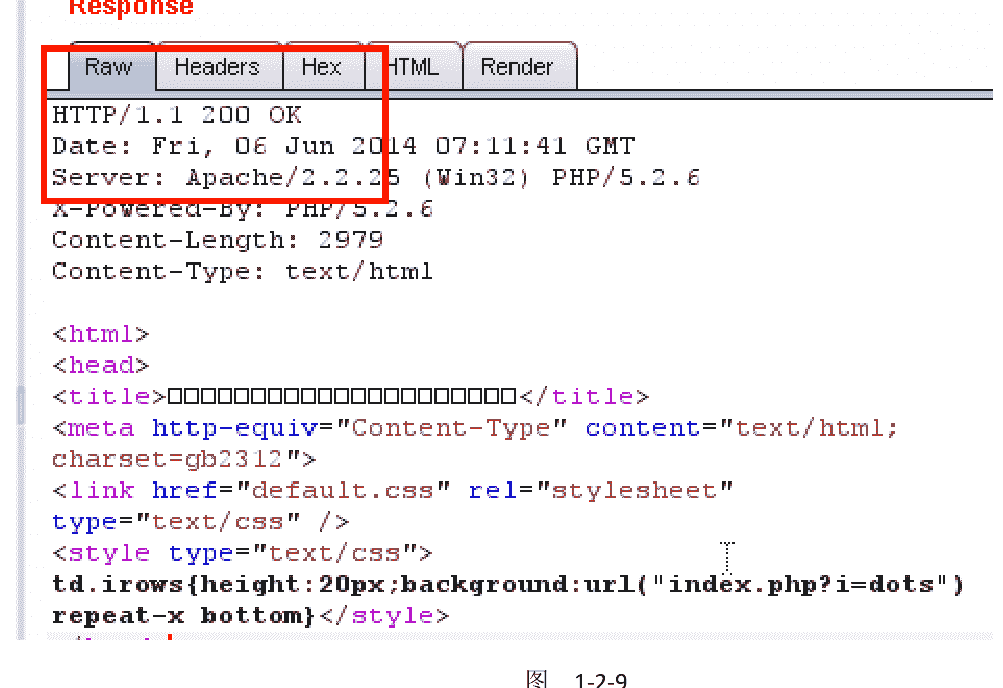 Response
Raw Headers Hex HTML Render
HTTP/1.1 200 OK
Date: Fri, 06 Jun 2014 07:11:41 GMT
Server: Apache/2.2.25 (Win32) PHP/5.2.6
X-Powered-By: PHP/5.2.6
Content-Length: 2979
Content-Type: text/html
<html>
<head>
<title>□□□□□□□□□□□□□□□□□□□□□</title>
<meta http-equiv="Content-Type" content="text/html;
charset=gb2312">
<link href="default.css" rel="stylesheet"
type="text/css" />
<style type="text/css">
td.irows{height:20px;background:url("index.php?i=dots")
repeat-x bottom}</style>
图 1-2-9